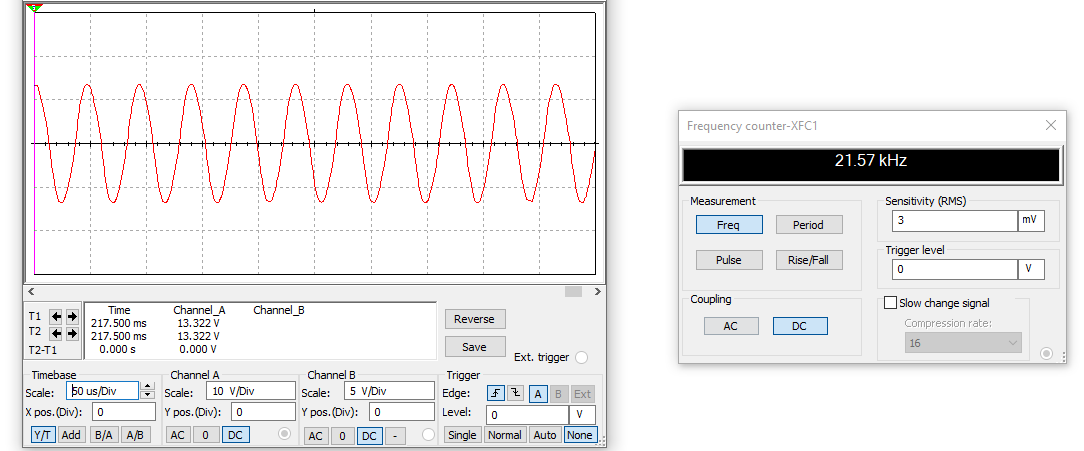 Frequency counter-XFC1
21.57 kHz
Measurement
Freq Period
Pulse Rise/Fall
Coupling
AC DC
Sensitivity (RMS)
3 mV
Trigger level
0 V
Slow change signal
Compression rate:
16
T1
T2
T2-T1
Time Channel_A Channel_B
217.500 ms 13.322 V
217.500 ms 13.322 V
0.000 s 0.000 V
Reverse
Save
Ext. trigger
Timebase
Scale: 50 us/Div
X pos.(Div): 0
Y/T Add B/A A/B
Channel A
Scale: 10 V/Div
Y pos.(Div): 0
AC 0 DC
Channel B
Scale: 5 V/Div
Y pos.(Div): 0
AC 0 DC -
Trigger
Edge: A B Ext
Level: 0 V
Single Normal Auto None